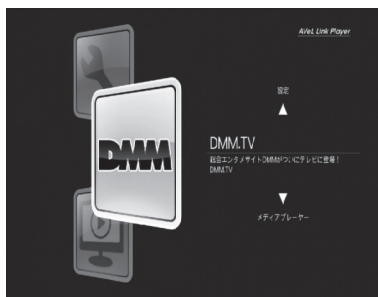 AVeL Link Player
設定
DMM
DMM.TV
総合エンタメサイトDMMがついにテレビに登場！
DMM.TV
メディアプレーヤー